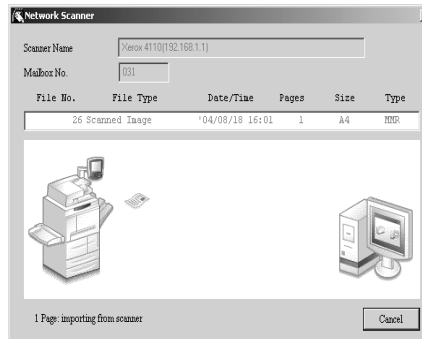 Network Scanner
Scanner Name Xerox 4110(192.168.1.1)
Mailbox No. 031
File No. File Type Date/Time Pages Size Type
26 Scanned Image '04/08/18 16:01 1 A4 MMR
1 Page: importing from scanner Cancel